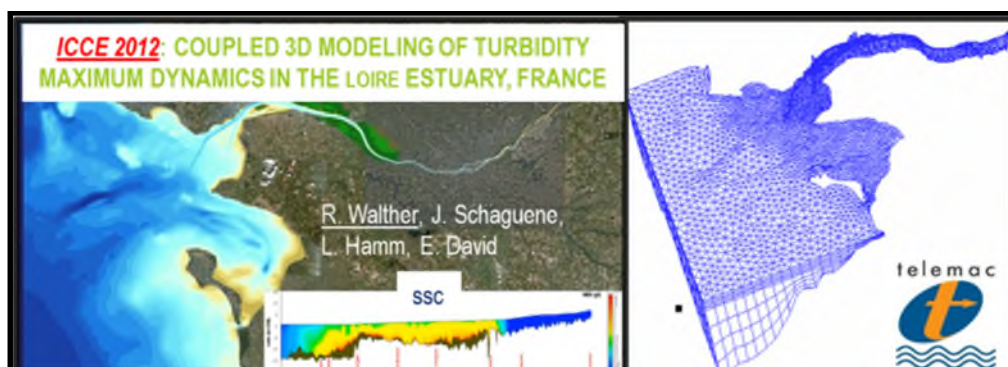 ICCE 2012: COUPLED 3D MODELING OF TURBIDITY
MAXIMUM DYNAMICS IN THE LOIRE ESTUARY, FRANCE
R. Walther, J. Schaguene,
L. Hamm, E. David
SSC
telemac